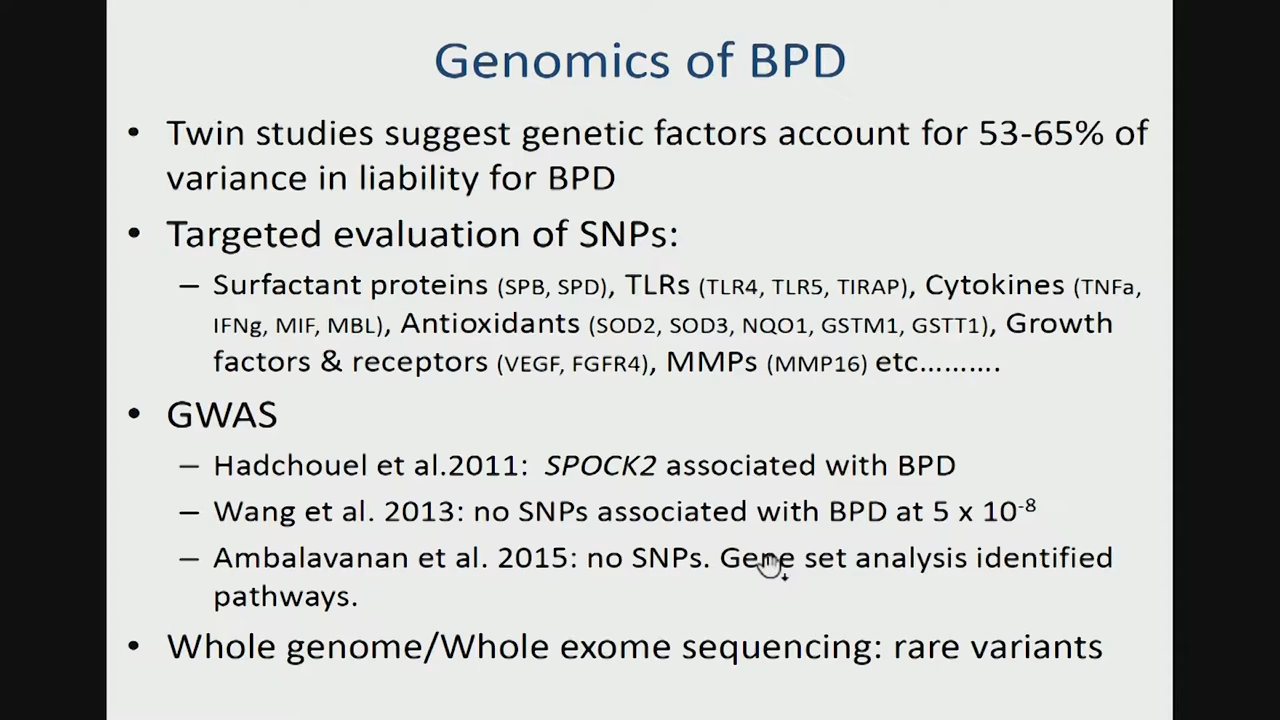 Genomics of BPD
• Twin studies suggest genetic factors account for 53-65% of
variance in liability for BPD
• Targeted evaluation of SNPs:
– Surfactant proteins (SPB, SPD), TLRs (TLR4, TLR5, TIRAP), Cytokines (TNFa,
IFNg, MIF, MBL), Antioxidants (SOD2, SOD3, NQO1, GSTM1, GSTT1), Growth
factors & receptors (VEGF, FGFR4), MMPs (MMP16) etc……….
• GWAS
– Hadchouel et al.2011: SPOCK2 associated with BPD
– Wang et al. 2013: no SNPs associated with BPD at 5 x 10⁻⁸
– Ambalavanan et al. 2015: no SNPs. Gene set analysis identified
pathways.
• Whole genome/Whole exome sequencing: rare variants